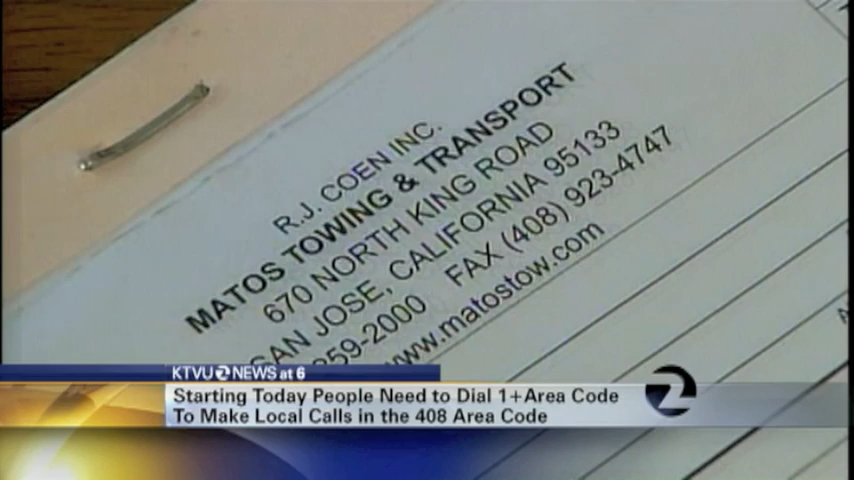 R.J. COEN INC.
MATOS TOWING & TRANSPORT
670 NORTH KING ROAD
SAN JOSE, CALIFORNIA 95133
259-2000 FAX (408) 923-4747
www.matostow.com
KTVU 2 NEWS at 6
Starting Today People Need to Dial 1+Area Code
To Make Local Calls in the 408 Area Code
2